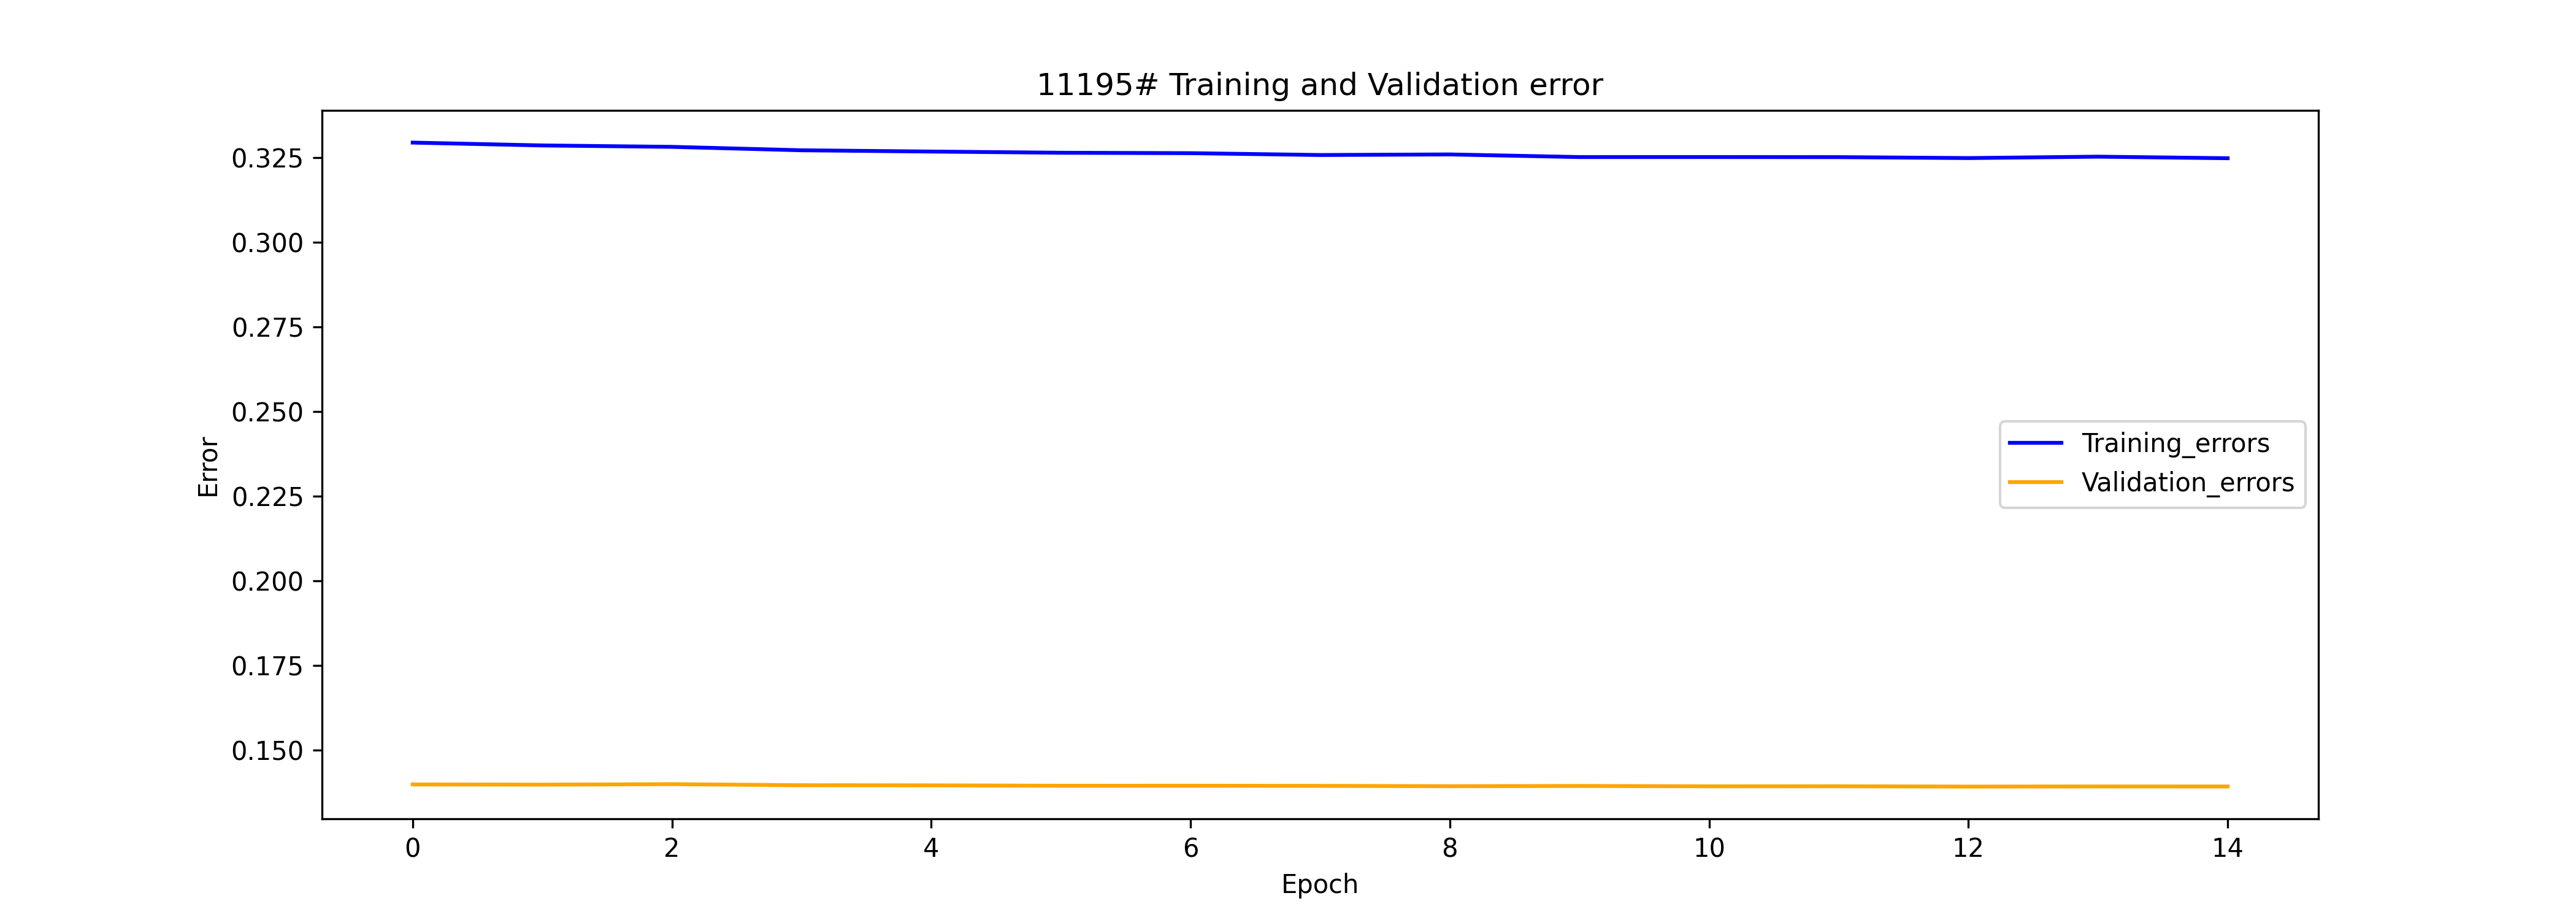 11195# Training and Validation error
0.325
0.300
0.275
0.250
0.225
0.200
0.175
0.150
Error
Training_errors
Validation_errors
0 2 4 6 8 10 12 14
Epoch